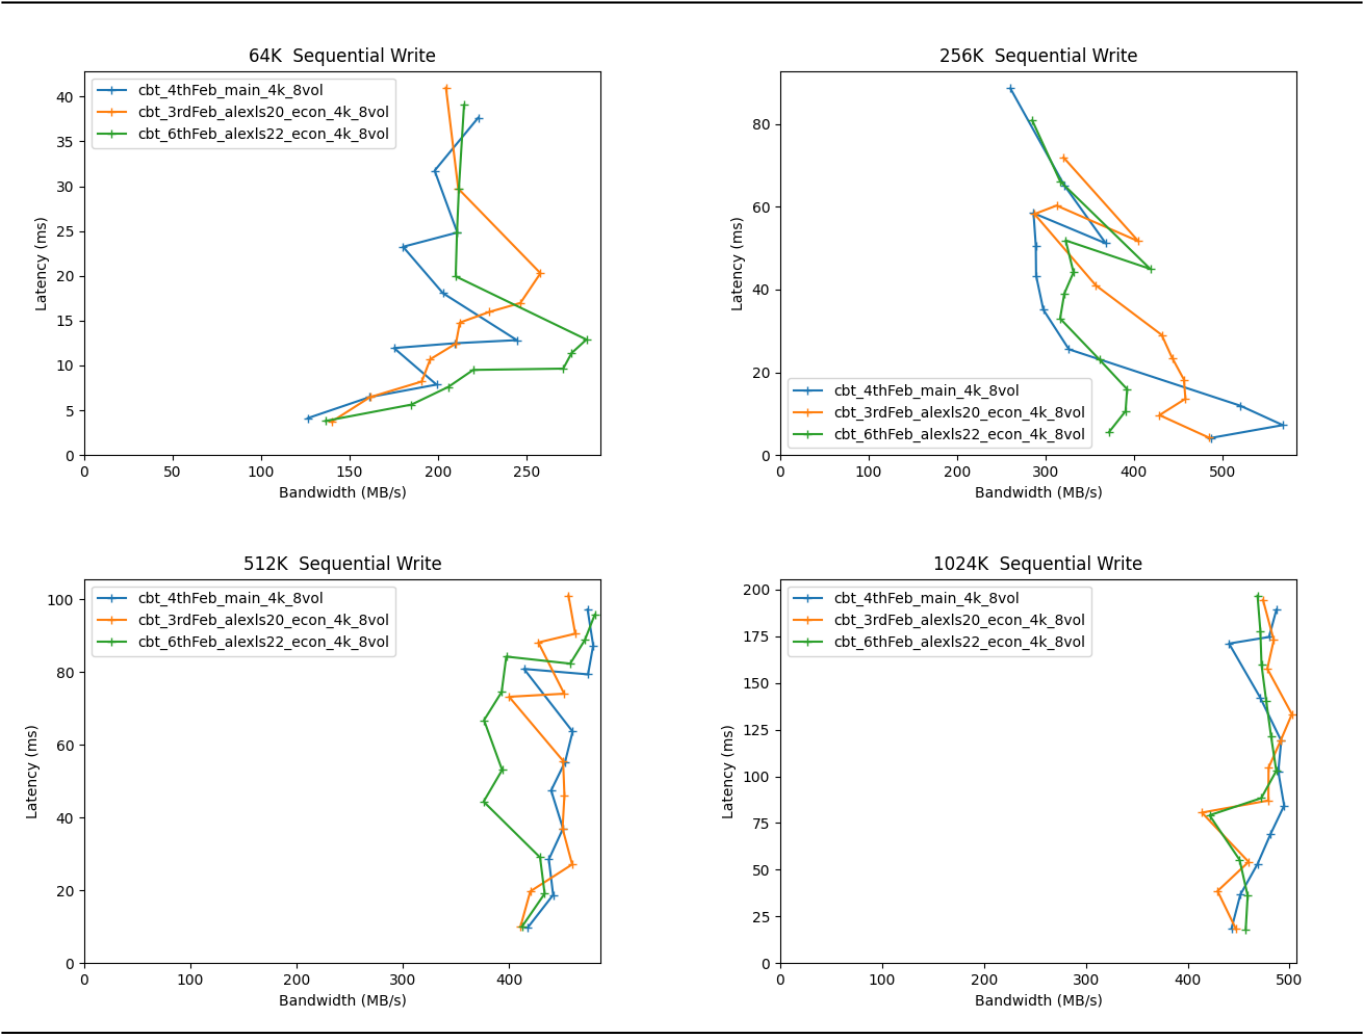 64K  Sequential Write
cbt_4thFeb_main_4k_8vol
cbt_3rdFeb_alexls20_econ_4k_8vol
cbt_6thFeb_alexls22_econ_4k_8vol
40
35
30
25
20
15
10
5
0
Latency (ms)
0 50 100 150 200 250
Bandwidth (MB/s)
256K  Sequential Write
80
60
40
20
0
Latency (ms)
cbt_4thFeb_main_4k_8vol
cbt_3rdFeb_alexls20_econ_4k_8vol
cbt_6thFeb_alexls22_econ_4k_8vol
0 100 200 300 400 500
Bandwidth (MB/s)
512K  Sequential Write
cbt_4thFeb_main_4k_8vol
cbt_3rdFeb_alexls20_econ_4k_8vol
cbt_6thFeb_alexls22_econ_4k_8vol
100
80
60
40
20
0
Latency (ms)
0 100 200 300 400
Bandwidth (MB/s)
1024K  Sequential Write
cbt_4thFeb_main_4k_8vol
cbt_3rdFeb_alexls20_econ_4k_8vol
cbt_6thFeb_alexls22_econ_4k_8vol
200
175
150
125
100
75
50
25
0
Latency (ms)
0 100 200 300 400 500
Bandwidth (MB/s)